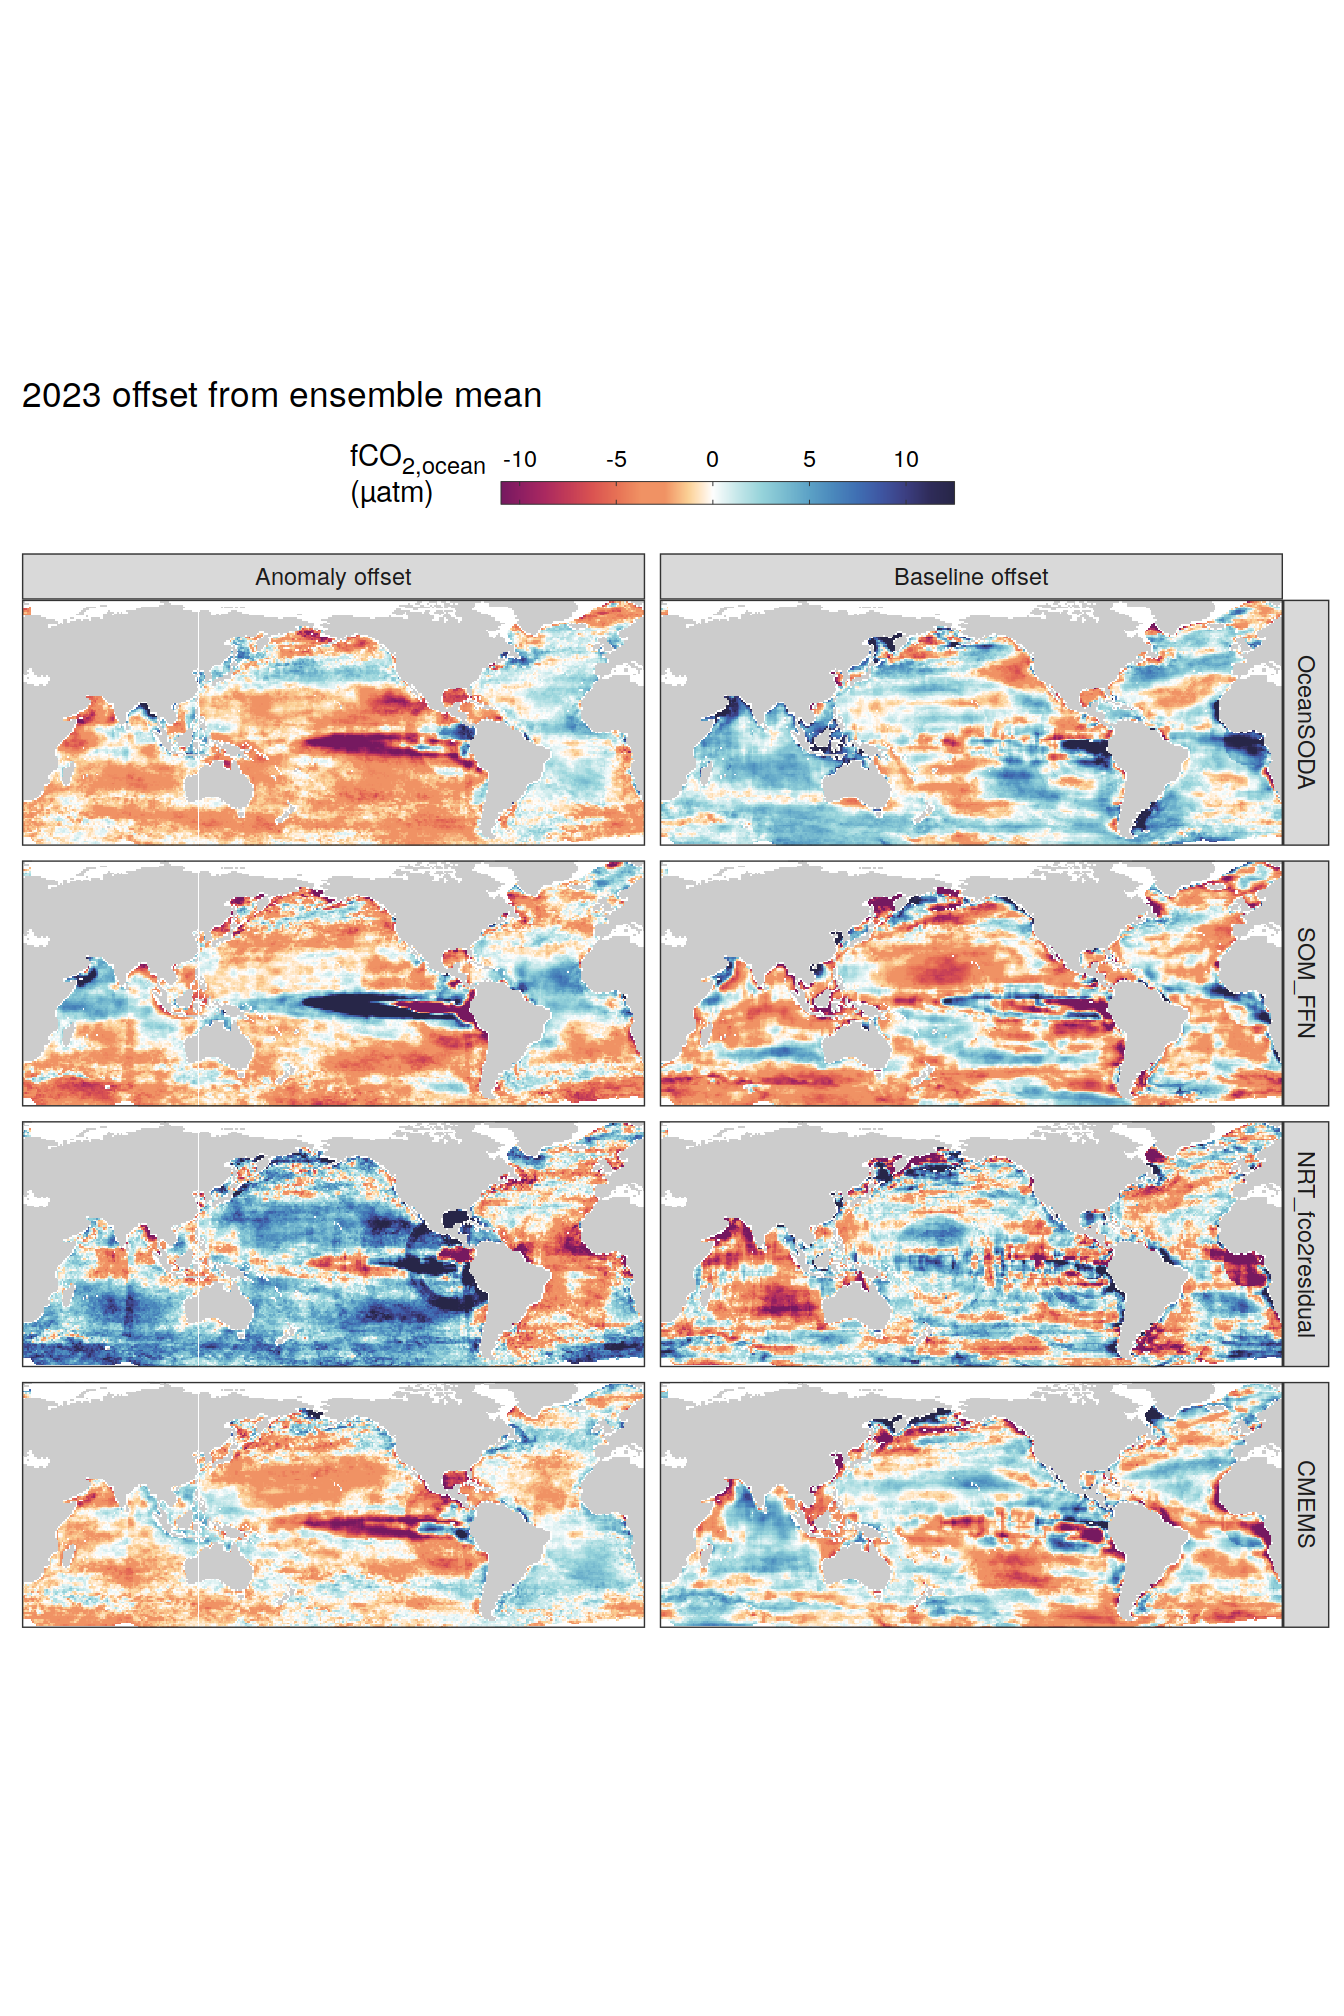 2023 offset from ensemble mean
fCO2,ocean
(µatm)
-10 -5 0 5 10
Anomaly offset
Baseline offset
OceanSODA
SOM_FFN
NRT_fco2residual
CMEMS